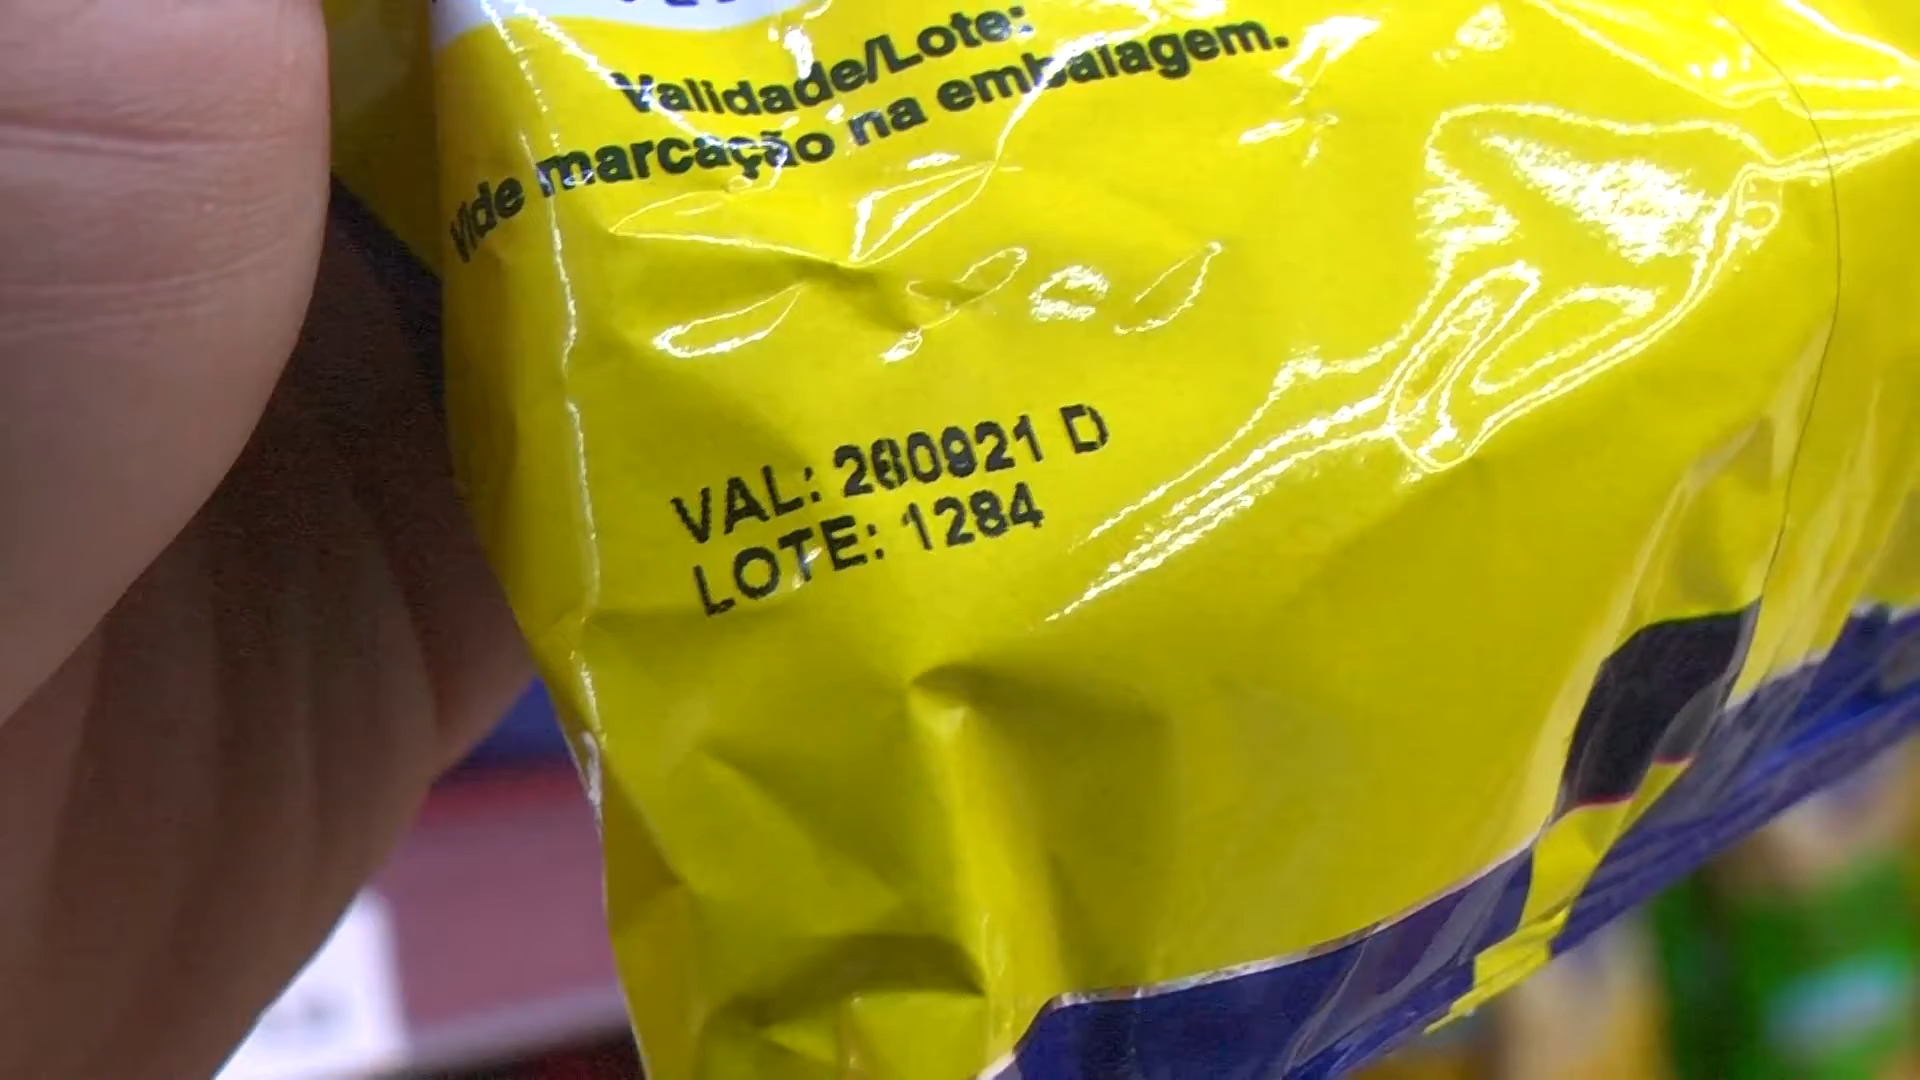 Validade/Lote:
Vide marcação na embalagem.
VAL: 260921 D
LOTE: 1284